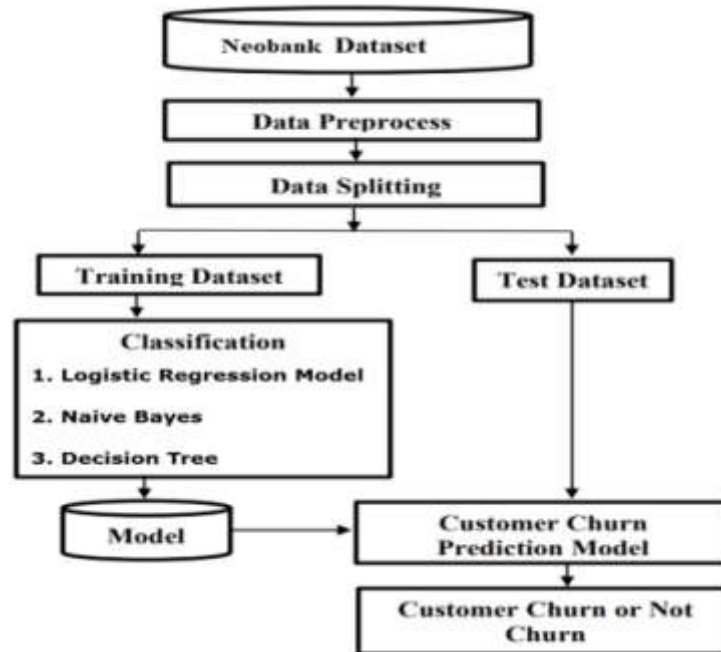 Neobank Dataset
Data Preprocess
Data Splitting
Training Dataset
Test Dataset
Classification
1. Logistic Regression Model
2. Naive Bayes
3. Decision Tree
Model
Customer Churn
Prediction Model
Customer Churn or Not
Churn